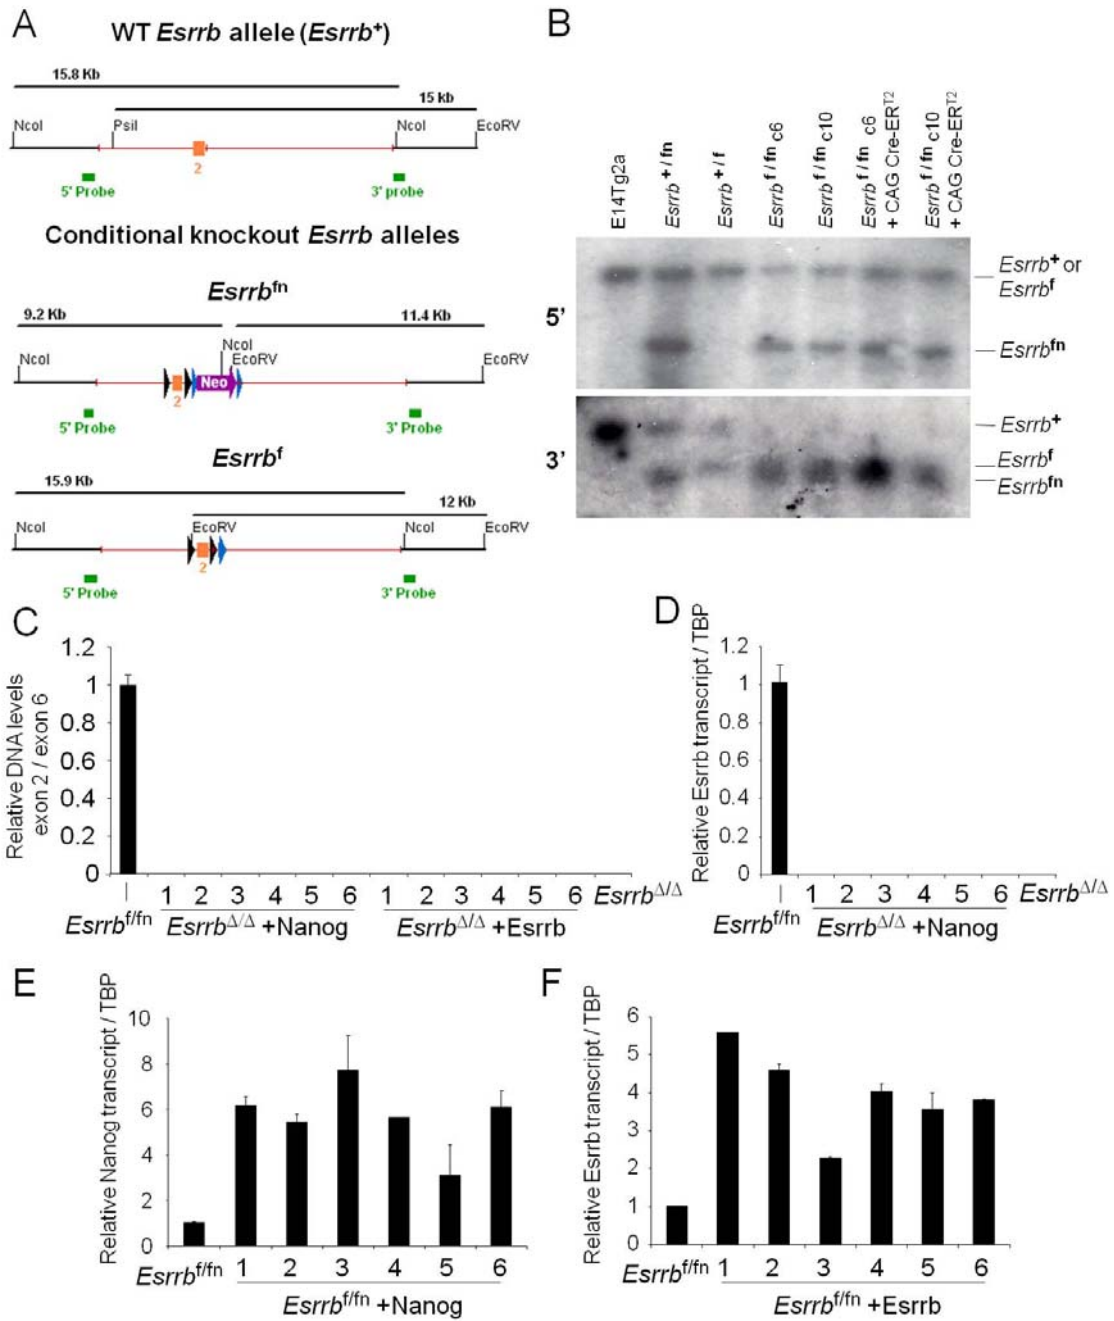 A
WT Esrrb allele (Esrrb+)
15.8 Kb
15 kb
NcoI
PsiI
NcoI
EcoRV
2
5' Probe
3' probe
Conditional knockout Esrrb alleles
Esrrbfn
9.2 Kb
11.4 Kb
NcoI
NcoI
EcoRV
EcoRV
Neo
2
5' Probe
3' Probe
Esrrbf
15.9 Kb
12 Kb
NcoI
EcoRV
NcoI
EcoRV
2
5' Probe
3' Probe
B
E14Tg2a
Esrrb+/fn
Esrrb+/f
Esrrbf/fn c6
Esrrbf/fn c10
Esrrbf/fn c6
+ CAG Cre-ERT2
Esrrbf/fn c10
+ CAG Cre-ERT2
5'
Esrrb+ or
Esrrbf
Esrrbfn
3'
Esrrb+
Esrrbf
Esrrbfn
C
Relative DNA levels
exon 2 / exon 6
1.2
1
0.8
0.6
0.4
0.2
0
Esrrbf/fn
1 2 3 4 5 6
EsrrbΔ/Δ +Nanog
1 2 3 4 5 6
EsrrbΔ/Δ +Esrrb
EsrrbΔ/Δ
D
Relative Esrrb transcript / TBP
1.2
1
0.8
0.6
0.4
0.2
0
Esrrbf/fn
1 2 3 4 5 6
EsrrbΔ/Δ +Nanog
EsrrbΔ/Δ
E
Relative Nanog transcript / TBP
10
8
6
4
2
0
Esrrbf/fn
1 2 3 4 5 6
Esrrbf/fn +Nanog
F
Relative Esrrb transcript / TBP
6
5
4
3
2
1
0
Esrrbf/fn
1 2 3 4 5 6
Esrrbf/fn +Esrrb